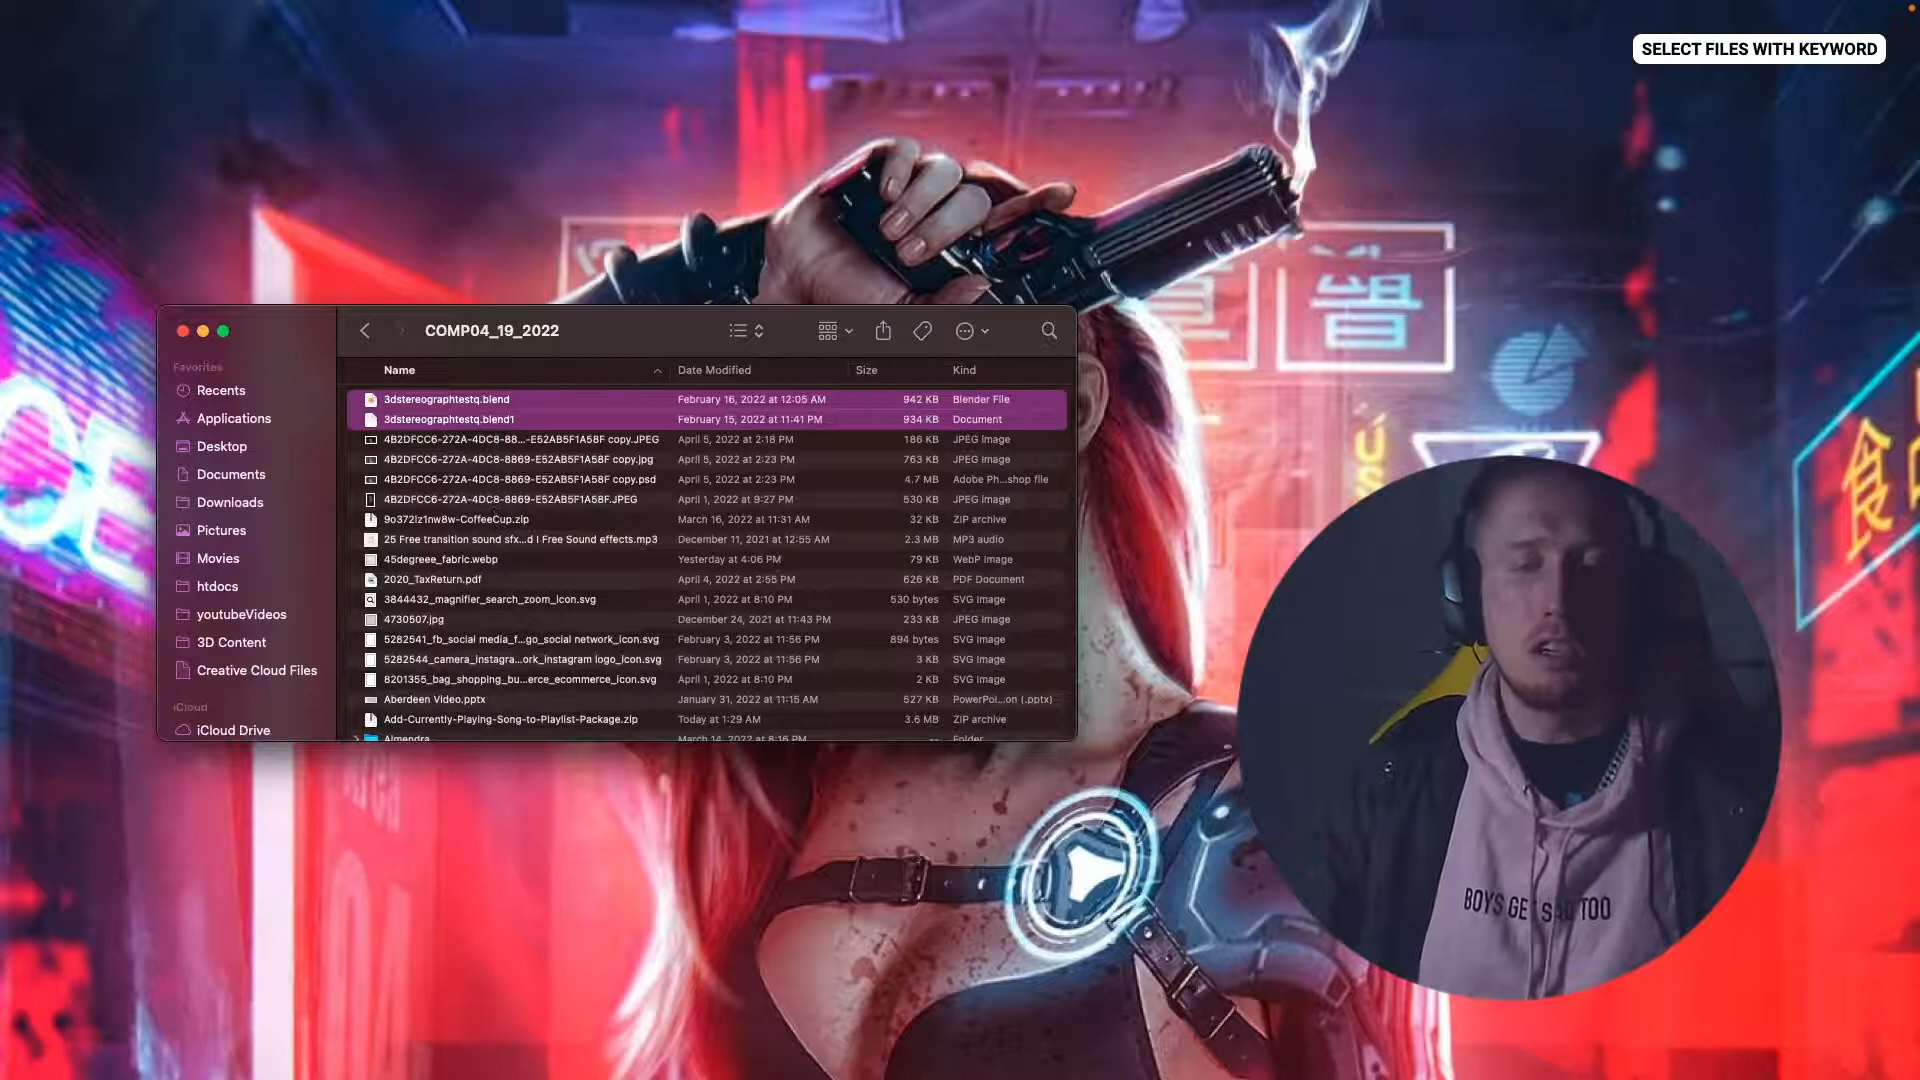 SELECT FILES WITH KEYWORD
COMP04_19_2022
Favorites
Recents
Applications
Desktop
Documents
Downloads
Pictures
Movies
htdocs
youtubeVideos
3D Content
Creative Cloud Files
iCloud
iCloud Drive
Name Date Modified Size Kind
3dstereographtestq.blend February 16, 2022 at 12:05 AM 942 KB Blender File
3dstereographtestq.blend1 February 15, 2022 at 11:41 PM 934 KB Document
4B2DFCC6-272A-4DC8-88...-E52AB5F1A58F copy.JPEG April 5, 2022 at 2:18 PM 186 KB JPEG image
4B2DFCC6-272A-4DC8-8869-E52AB5F1A58F copy.jpg April 5, 2022 at 2:23 PM 763 KB JPEG image
4B2DFCC6-272A-4DC8-8869-E52AB5F1A58F copy.psd April 5, 2022 at 2:23 PM 4.7 MB Adobe Ph...shop file
4B2DFCC6-272A-4DC8-8869-E52AB5F1A58F.JPEG April 1, 2022 at 9:27 PM 530 KB JPEG image
9o372lz1nw8w-CoffeeCup.zip March 16, 2022 at 11:31 AM 32 KB ZIP archive
25 Free transition sound sfx...d I Free Sound effects.mp3 December 11, 2021 at 12:55 AM 2.3 MB MP3 audio
45degreee_fabric.webp Yesterday at 4:06 PM 79 KB WebP Image
2020_TaxReturn.pdf April 4, 2022 at 2:55 PM 626 KB PDF Document
3844432_magnifier_search_zoom_icon.svg April 1, 2022 at 8:10 PM 530 bytes SVG Image
4730507.jpg December 24, 2021 at 11:43 PM 233 KB JPEG image
5282541_fb_social media_f...go_social network_icon.svg February 3, 2022 at 11:56 PM 894 bytes SVG Image
5282544_camera_instagra...ork_instagram logo_icon.svg February 3, 2022 at 11:56 PM 3 KB SVG Image
8201355_bag_shopping_bu...erce_ecommerce_icon.svg April 1, 2022 at 8:10 PM 2 KB SVG Image
Aberdeen Video.pptx January 31, 2022 at 11:15 AM 527 KB PowerPoi...on (.pptx)
Add-Currently-Playing-Song-to-Playlist-Package.zip Today at 1:29 AM 3.6 MB ZIP archive
Almendra March 14, 2022 at 8:16 PM -- Folder
BOYS GET SAD TOO